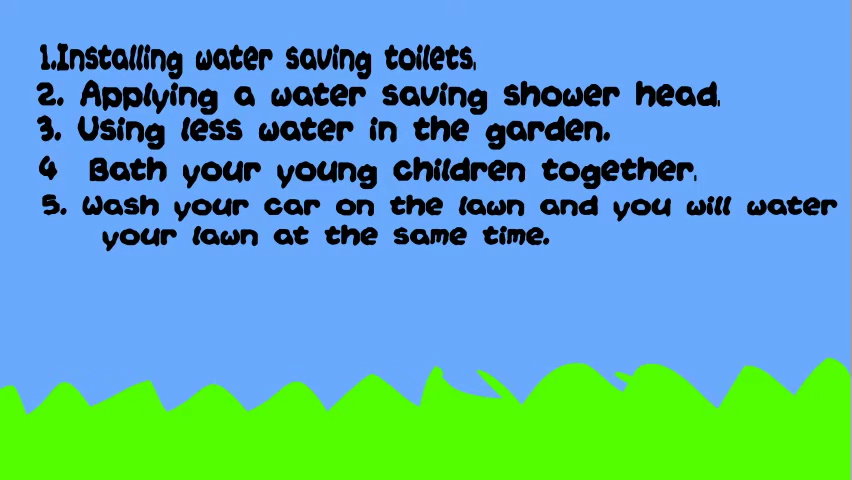 1.Installing water saving toilets.
2. Applying a water saving shower head.
3. Using less water in the garden.
4 Bath your young children together.
5. Wash your car on the lawn and you will water
your lawn at the same time.